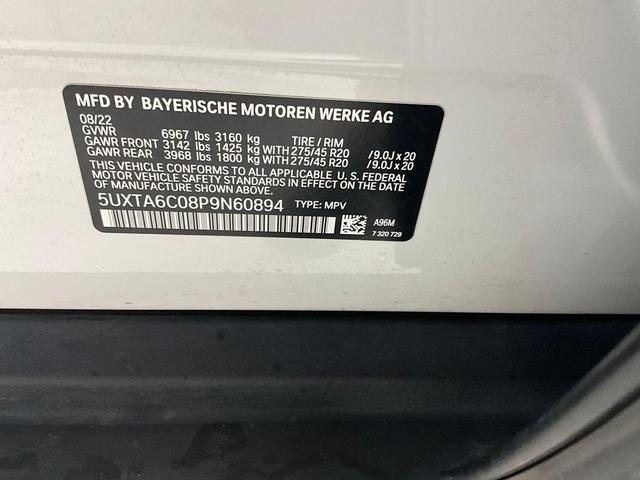 MFD BY BAYERISCHE MOTOREN WERKE AG
08/22
GVWR 6967 lbs 3160 kg TIRE / RIM
GAWR FRONT 3142 lbs 1425 kg WITH 275/45 R20 /9.0J x 20
GAWR REAR 3968 lbs 1800 kg WITH 275/45 R20 /9.0J x 20
THIS VEHICLE CONFORMS TO ALL APPLICABLE U.S. FEDERAL
MOTOR VEHICLE SAFETY STANDARDS IN EFFECT ON THE
DATE OF MANUFACTURE SHOWN ABOVE.
5UXTA6C08P9N60894 TYPE: MPV
A96M
7 320 729